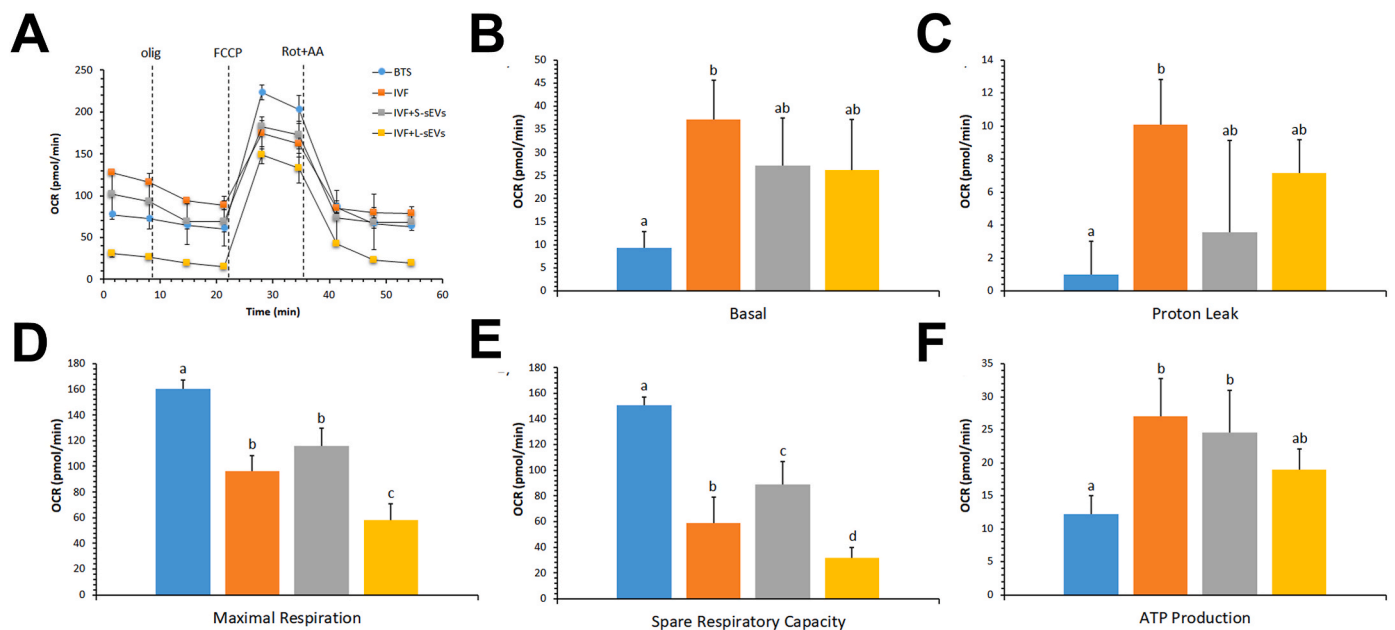 A
olig
FCCP
Rot+AA
OCR (pmol/min)
250
200
150
100
50
0
0 10 20 30 40 50 60
Time (min)
BTS
IVF
IVF+S-sEVs
IVF+L-sEVs
B
OCR (pmol/min)
50
45
40
35
30
25
20
15
10
5
0
a
b
ab
ab
Basal
C
OCR (pmol/min)
14
12
10
8
6
4
2
0
a
b
ab
ab
Proton Leak
D
OCR (pmol/min)
180
160
140
120
100
80
60
40
20
0
a
b
b
c
Maximal Respiration
E
OCR (pmol/min)
180
160
140
120
100
80
60
40
20
0
a
b
c
d
Spare Respiratory Capacity
F
OCR (pmol/min)
35
30
25
20
15
10
5
0
a
b
b
ab
ATP Production